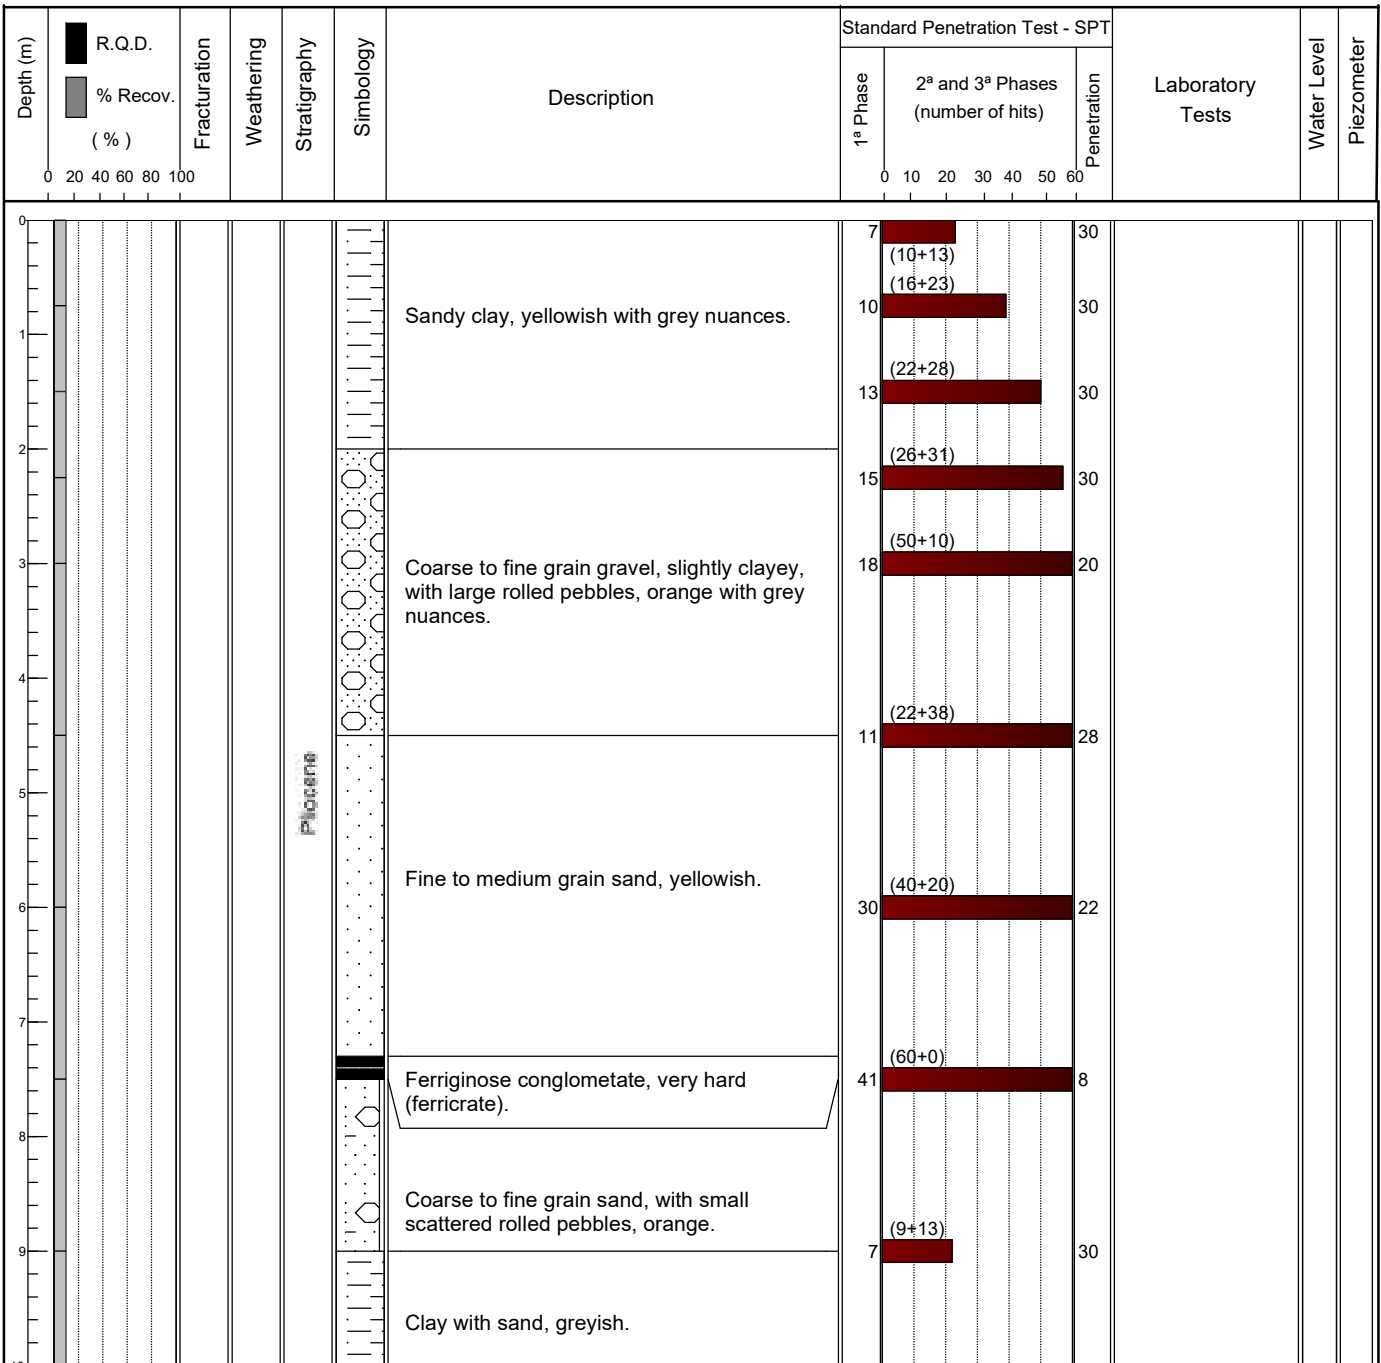 Depth (m)
R.Q.D.
% Recov.
( % )
0 20 40 60 80 100
Fracturation
Weathering
Stratigraphy
Simbology
Description
Standard Penetration Test - SPT
1ª Phase
2ª and 3ª Phases
(number of hits)
0 10 20 30 40 50 60
Penetration
Laboratory
Tests
Water Level
Piezometer
0
7
30
(10+13)
(16+23)
10
30
Sandy clay, yellowish with grey nuances.
1
(22+28)
13
30
2
(26+31)
15
30
(50+10)
3
18
20
Coarse to fine grain gravel, slightly clayey,
with large rolled pebbles, orange with grey
nuances.
4
(22+38)
11
28
5
Pliocene
Fine to medium grain sand, yellowish.
(40+20)
6
30
22
7
(60+0)
41
8
Ferriginose conglometate, very hard
(ferricrate).
8
Coarse to fine grain sand, with small
scattered rolled pebbles, orange.
(9+13)
9
7
30
Clay with sand, greyish.